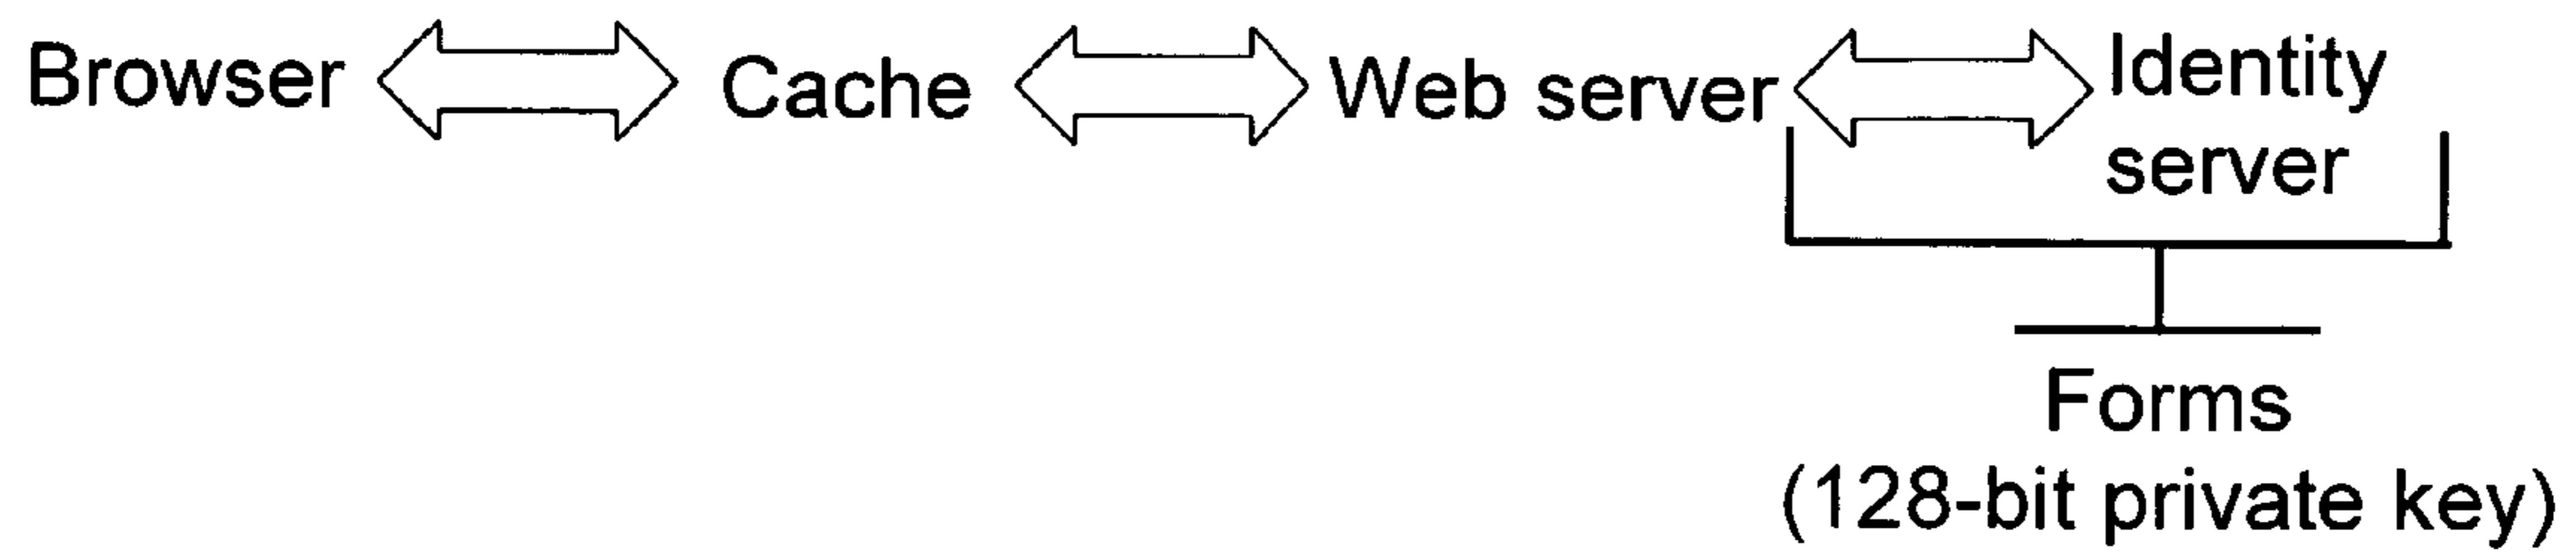 Browser
Cache
Web server
Identity
server
Forms
(128-bit private key)